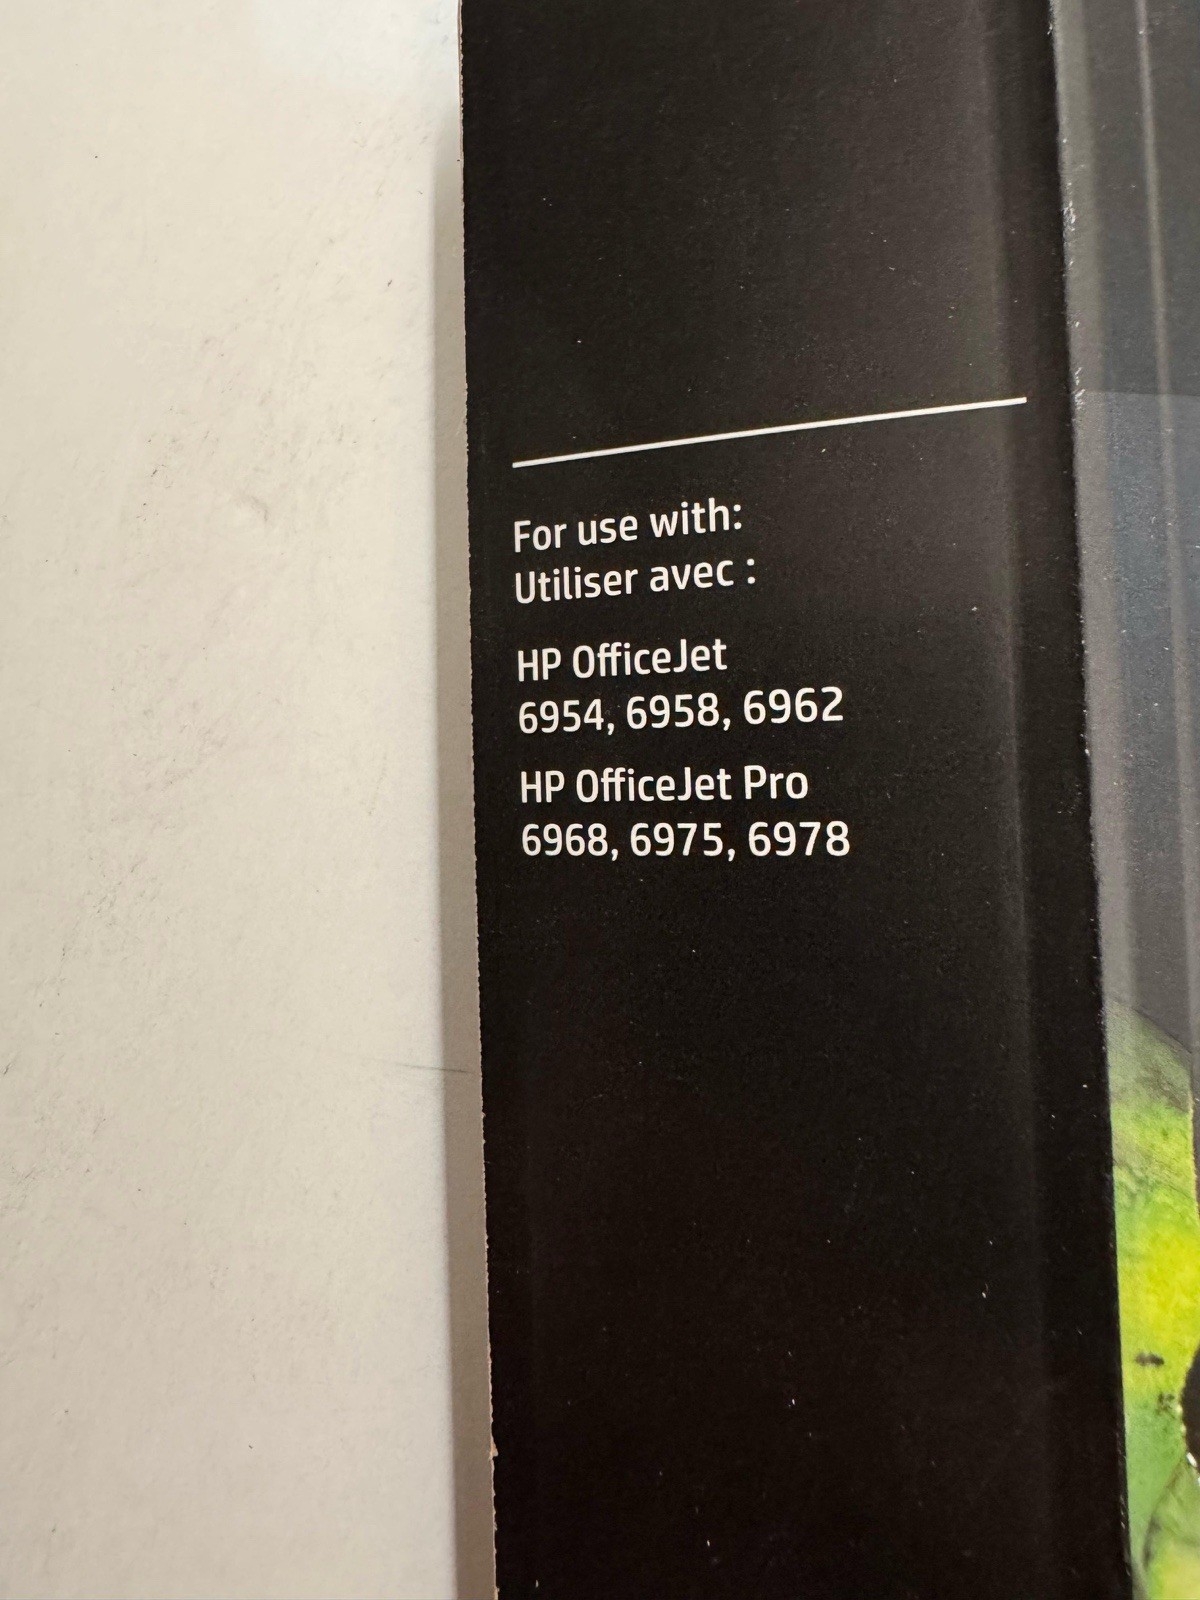 For use with:
Utiliser avec :
HP OfficeJet
6954, 6958, 6962
HP OfficeJet Pro
6968, 6975, 6978